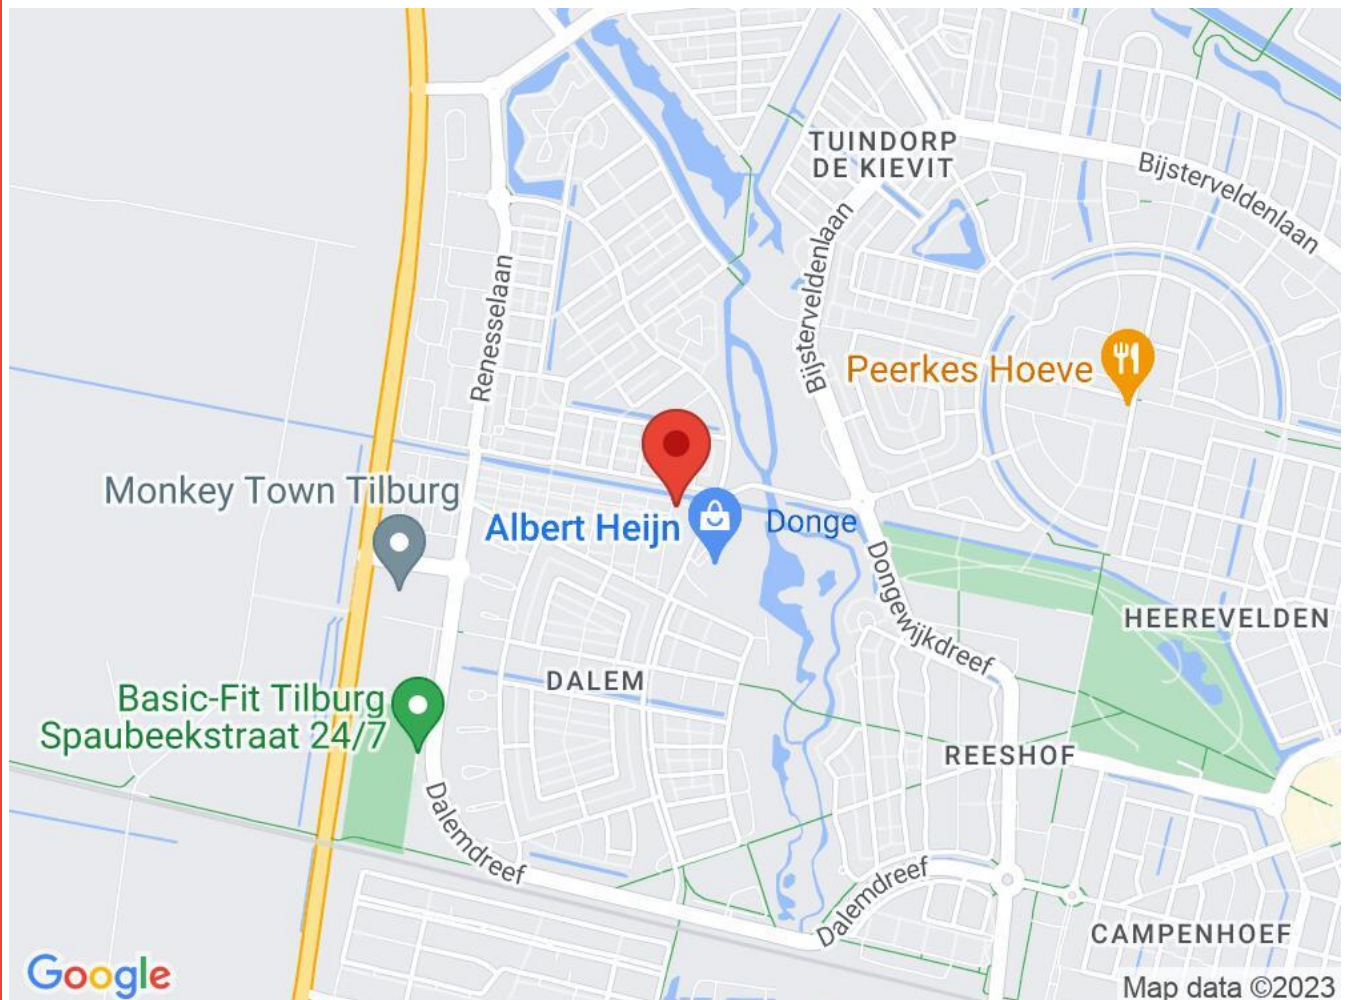 TUINDORP
DE KIEVIT
Bijsterveldenlaan
Bijsterveldenlaan
Renesselaan
Peerkes Hoeve
Monkey Town Tilburg
Albert Heijn
Donge
Dongewijkdreef
HEEREVELDEN
DALEM
Basic-Fit Tilburg
Spaubeekstraat 24/7
REESHOF
Dalemdreef
Dalemdreef
CAMPENHOEF
Google
Map data ©2023